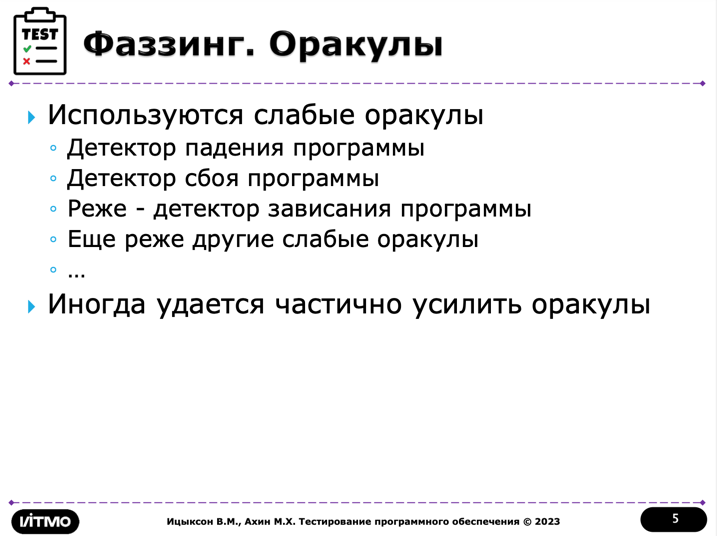 TEST
Фаззинг. Оракулы
Используются слабые оракулы
Детектор падения программы
Детектор сбоя программы
Реже - детектор зависания программы
Еще реже другие слабые оракулы
…
Иногда удается частично усилить оракулы
ИТМО
Ицыксон В.М., Ахин М.Х. Тестирование программного обеспечения © 2023
5